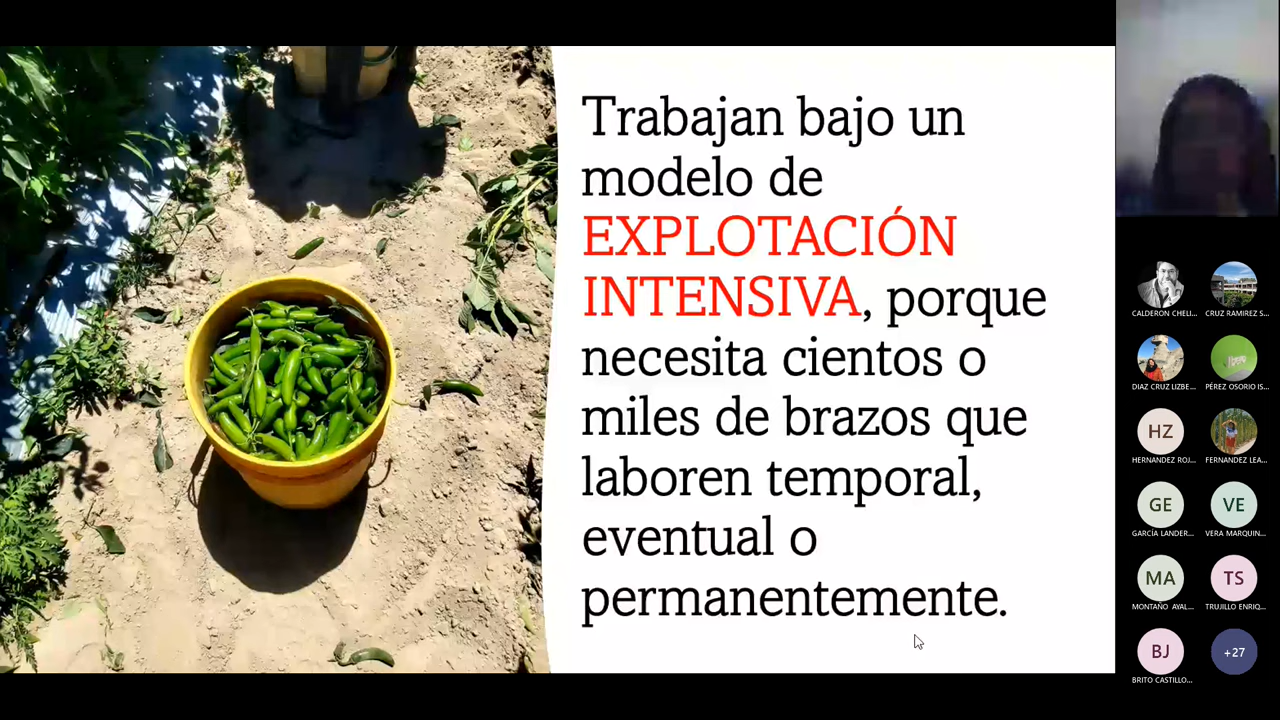 Trabajan bajo un
modelo de
EXPLOTACIÓN
INTENSIVA, porque
necesita cientos o
miles de brazos que
laboren temporal,
eventual o
permanentemente.
CALDERON CHELI...
CRUZ RAMIREZ S...
DIAZ CRUZ LIZBE...
PÉREZ OSORIO IS...
HZ
HERNANDEZ ROJ...
FERNANDEZ LEA...
GE
GARCÍA LANDER...
VE
VERA MARQUIN...
MA
MONTAÑO AYAL...
TS
TRUJILLO ENRIQ...
BJ
BRITO CASTILLO...
+27